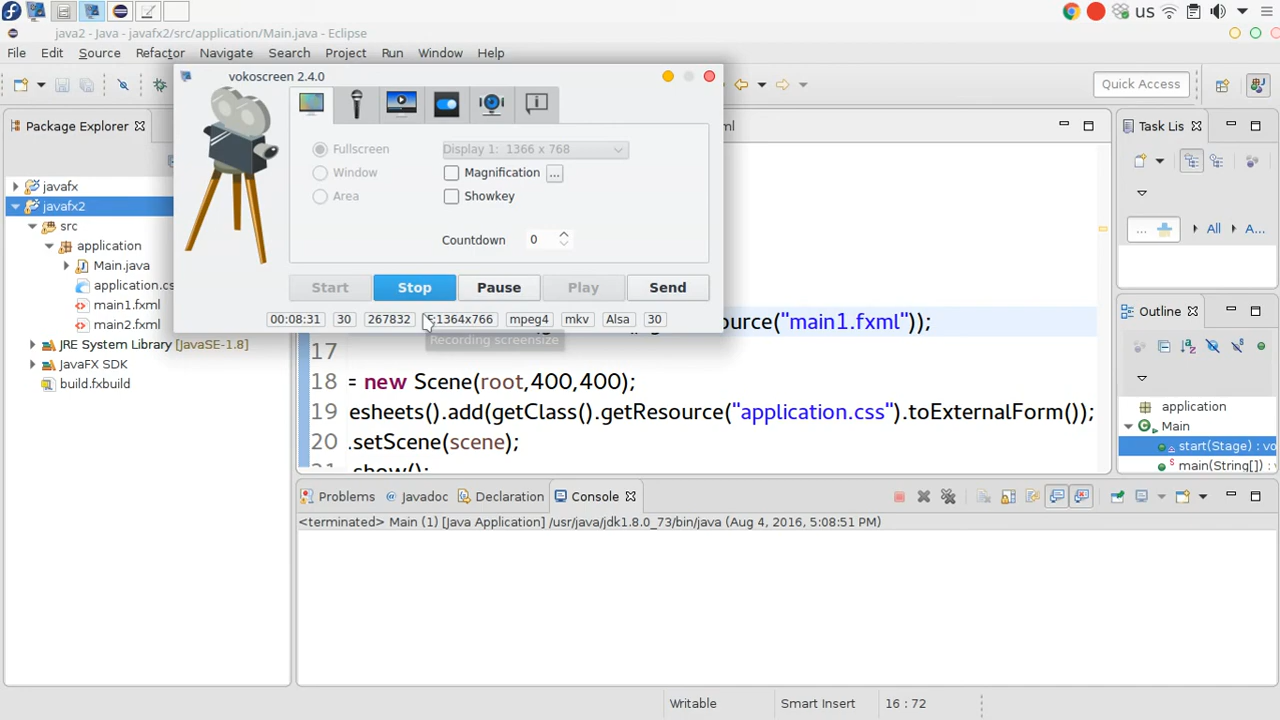 us
java2 - Java - javafx2/src/application/Main.java - Eclipse
File Edit Source Refactor Navigate Search Project Run Window Help
vokoscreen 2.4.0
Quick Access
Package Explorer
ml
Task Lis
Fullscreen
Display 1: 1366 x 768
Window
Magnification ...
Area
Showkey
Countdown 0
Start Stop Pause Play Send
00:08:31 30 267832 1364x766 mpeg4 mkv Alsa 30
Recording screensize
javafx
javafx2
src
application
Main.java
application.cs
main1.fxml
main2.fxml
JRE System Library [JavaSE-1.8]
JavaFX SDK
build.fxbuild
... All A...
ource("main1.fxml"));
17
18 = new Scene(root,400,400);
19 esheets().add(getClass().getResource("application.css").toExternalForm());
20 .setScene(scene);
21 .show();
Outline
application
Main
start(Stage) : vo
main(String[]) :
Problems Javadoc Declaration Console
<terminated> Main (1) [Java Application] /usr/java/jdk1.8.0_73/bin/java (Aug 4, 2016, 5:08:51 PM)
Writable Smart Insert 16 : 72